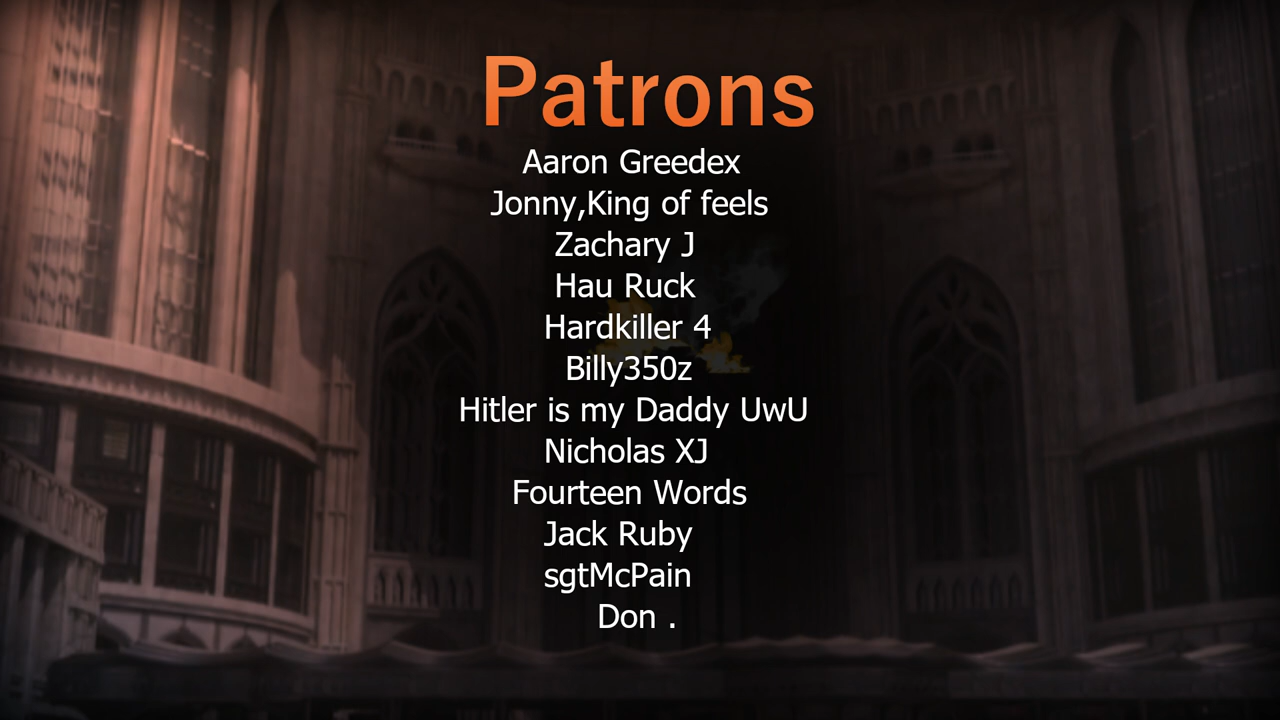 Patrons
Aaron Greedex
Jonny,King of feels
Zachary J
Hau Ruck
Hardkiller 4
Billy350z
Hitler is my Daddy UwU
Nicholas XJ
Fourteen Words
Jack Ruby
sgtMcPain
Don .